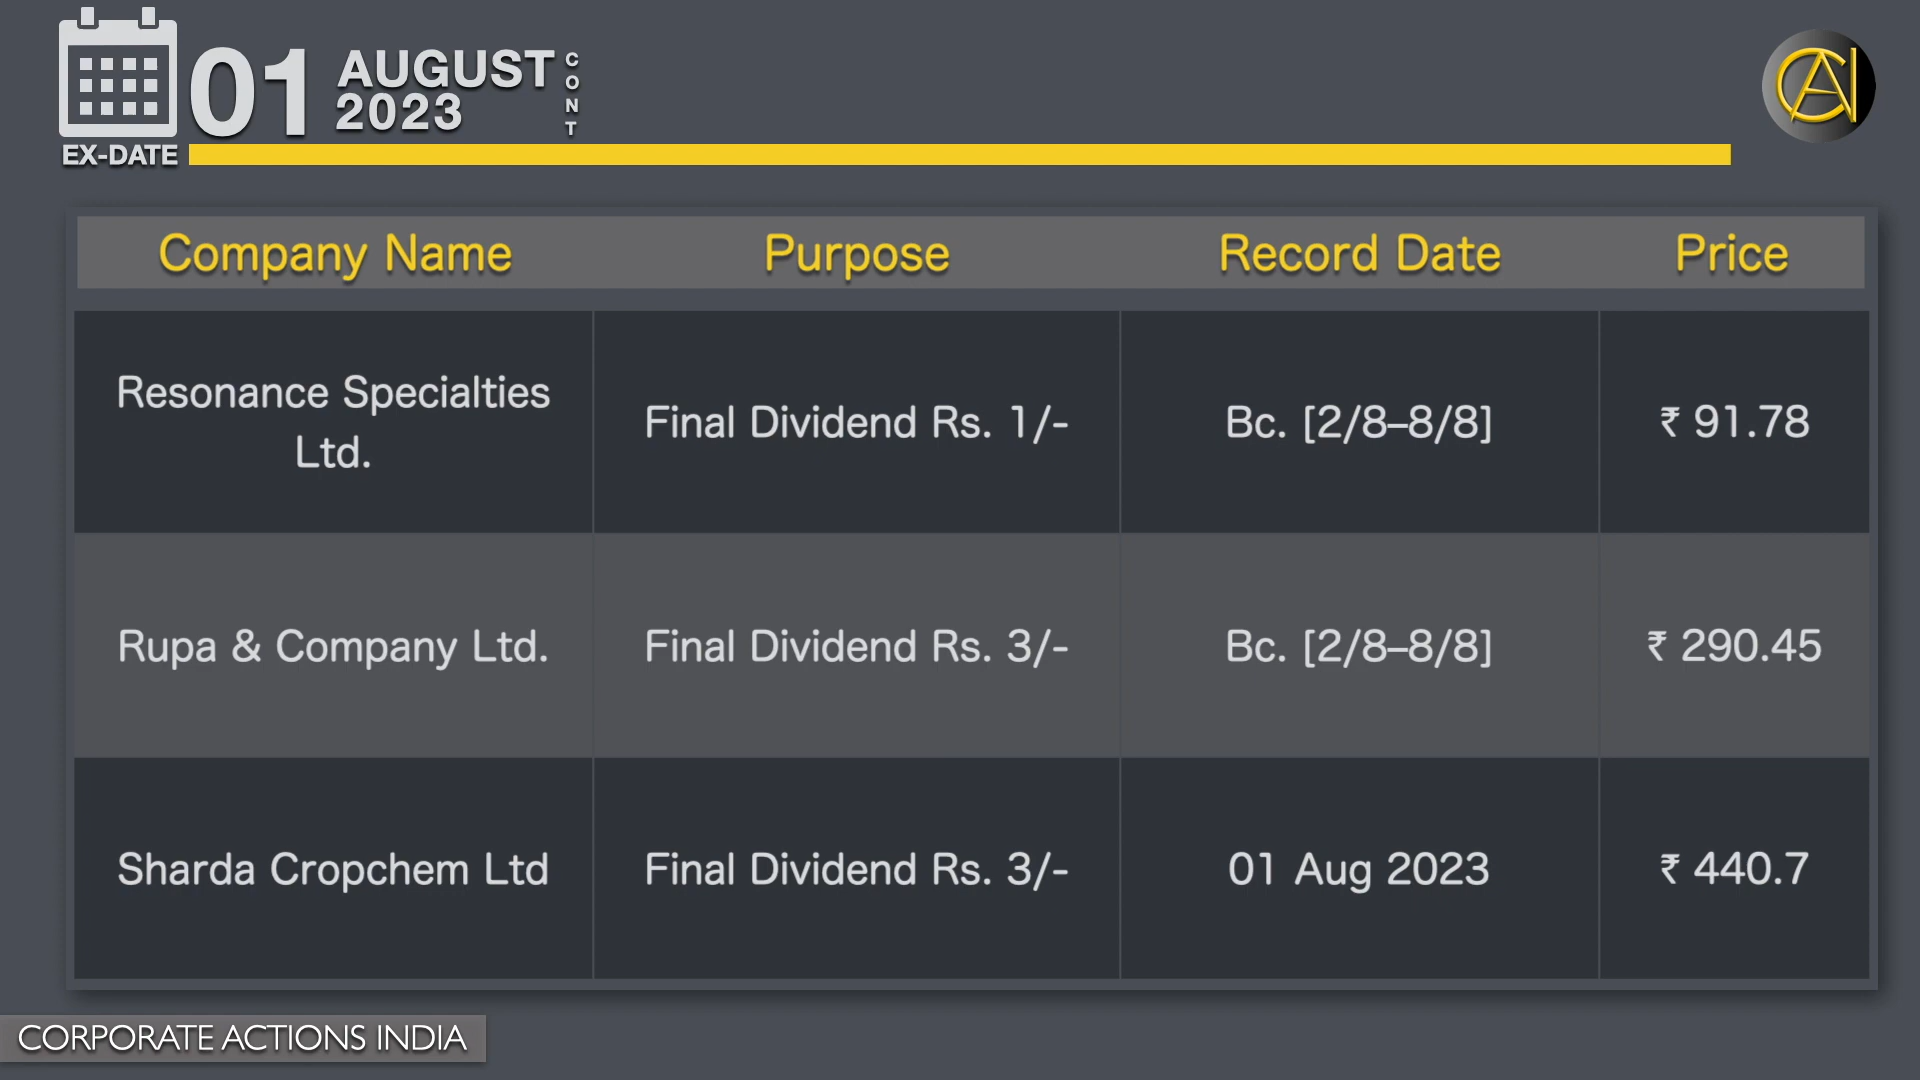 01 AUGUST
2023
CONT
EX-DATE
CAI
Company Name Purpose Record Date Price
Resonance Specialties
Ltd.
Final Dividend Rs. 1/- Bc. [2/8–8/8] ₹ 91.78
Rupa & Company Ltd. Final Dividend Rs. 3/- Bc. [2/8–8/8] ₹ 290.45
Sharda Cropchem Ltd Final Dividend Rs. 3/- 01 Aug 2023 ₹ 440.7
CORPORATE ACTIONS INDIA